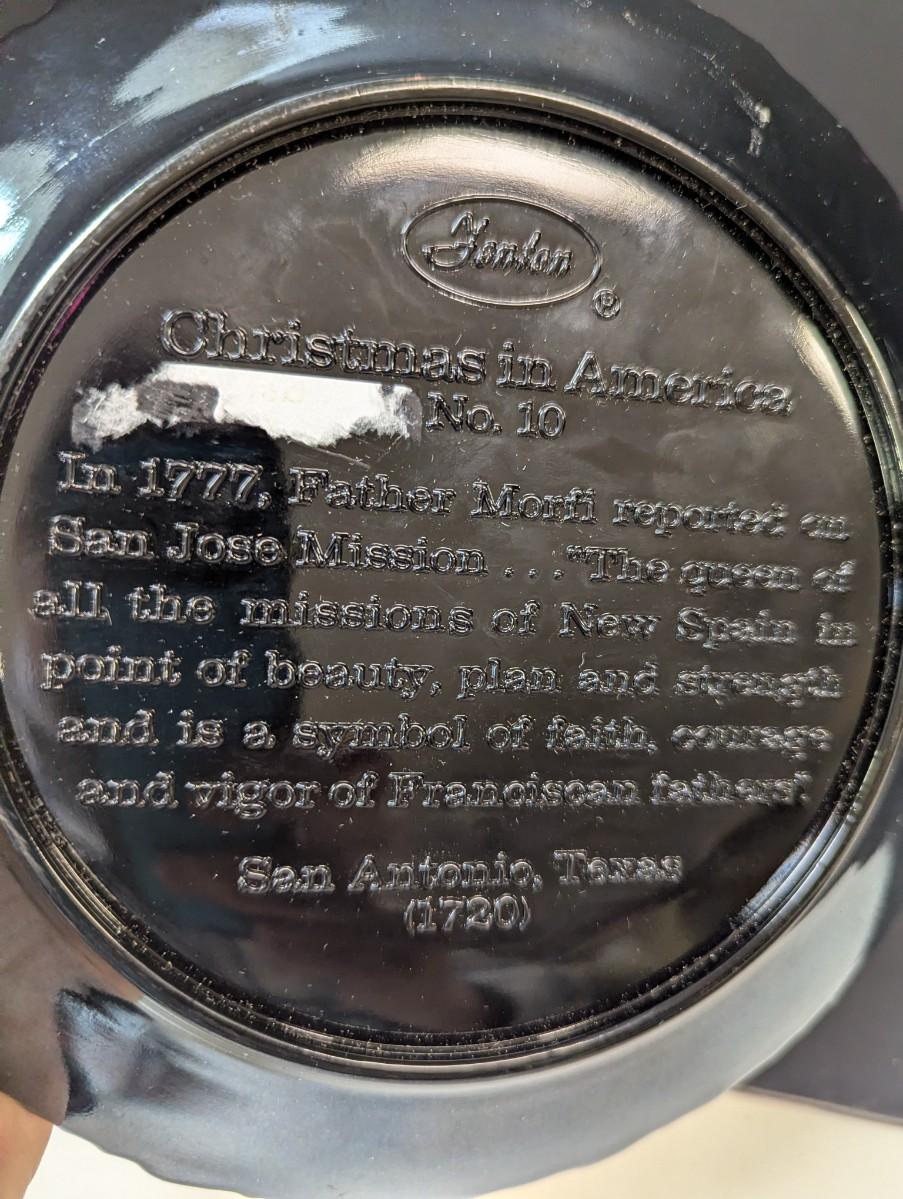 Fenton
®
Christmas in America
No. 10
In 1777, Father Morfi reported on
San Jose Mission . . . "The queen of
all the missions of New Spain in
point of beauty, plan and strength
and is a symbol of faith, courage
and vigor of Franciscan fathers!"
San Antonio, Texas
(1720)